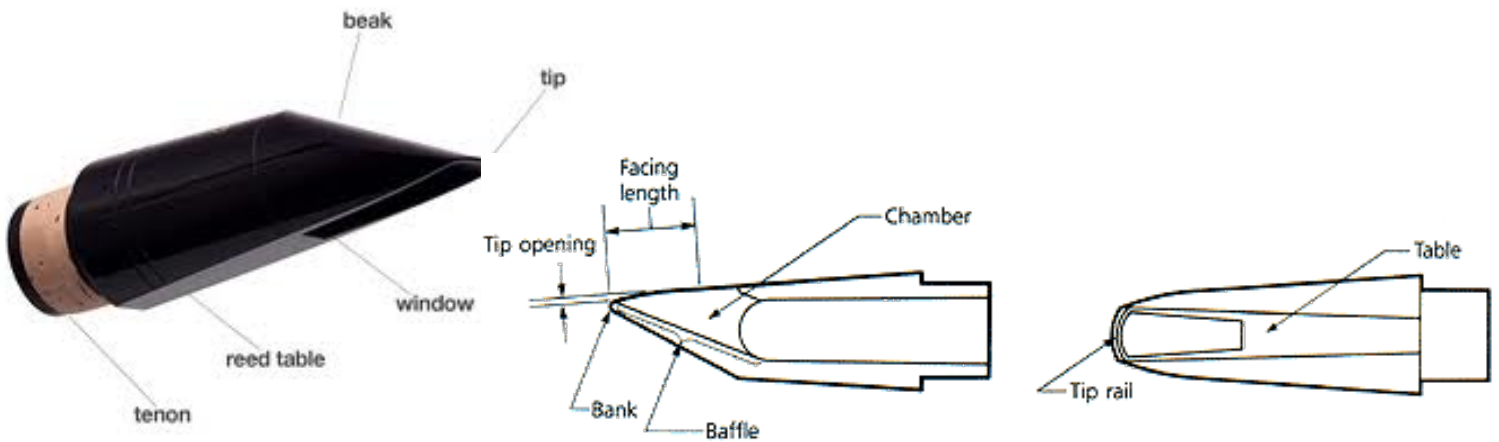 beak
tip
window
reed table
tenon
Facing
length
Tip opening
Chamber
Bank
Baffle
Table
Tip rail